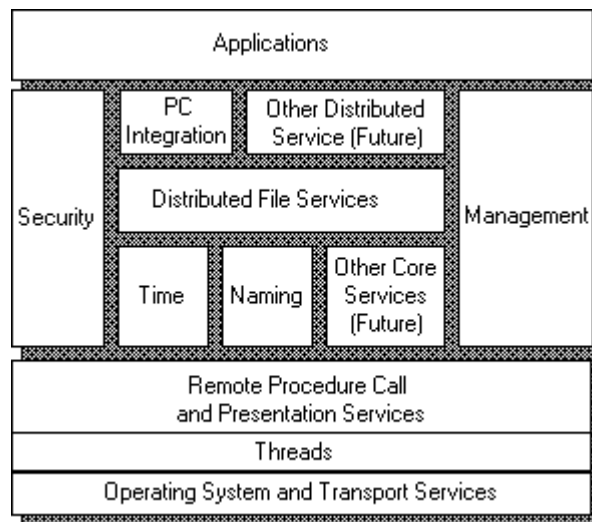 Applications
PC
Integration
Other Distributed
Service (Future)
Security
Distributed File Services
Management
Time
Naming
Other Core
Services
(Future)
Remote Procedure Call
and Presentation Services
Threads
Operating System and Transport Services